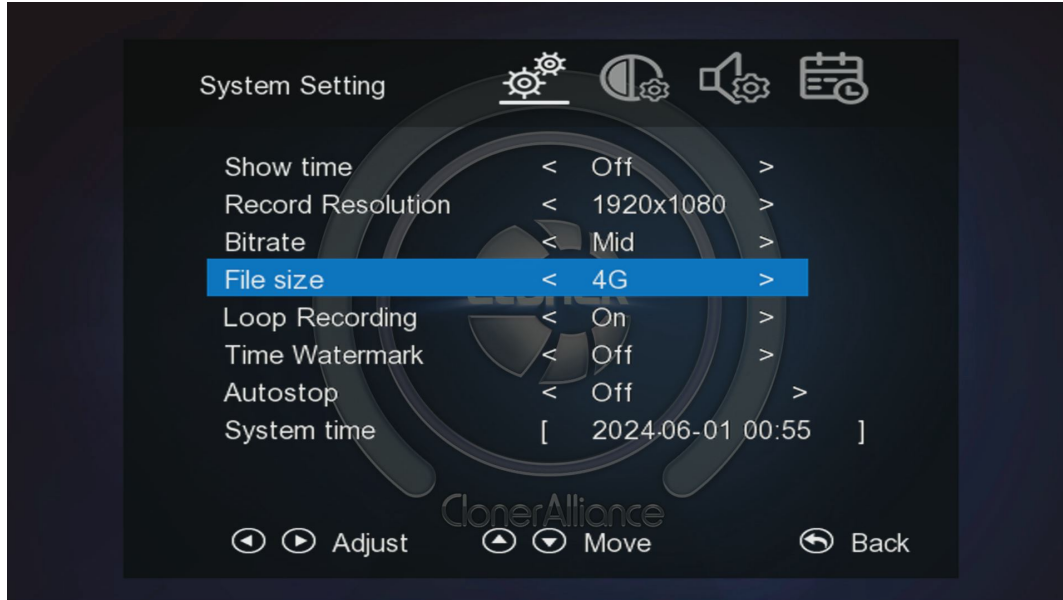 System Setting
Show time < Off >
Record Resolution < 1920x1080 >
Bitrate < Mid >
File size < 4G >
Loop Recording < On >
Time Watermark < Off >
Autostop < Off >
System time [ 2024-06-01 00:55 ]
ClonerAlliance
Adjust Move Back